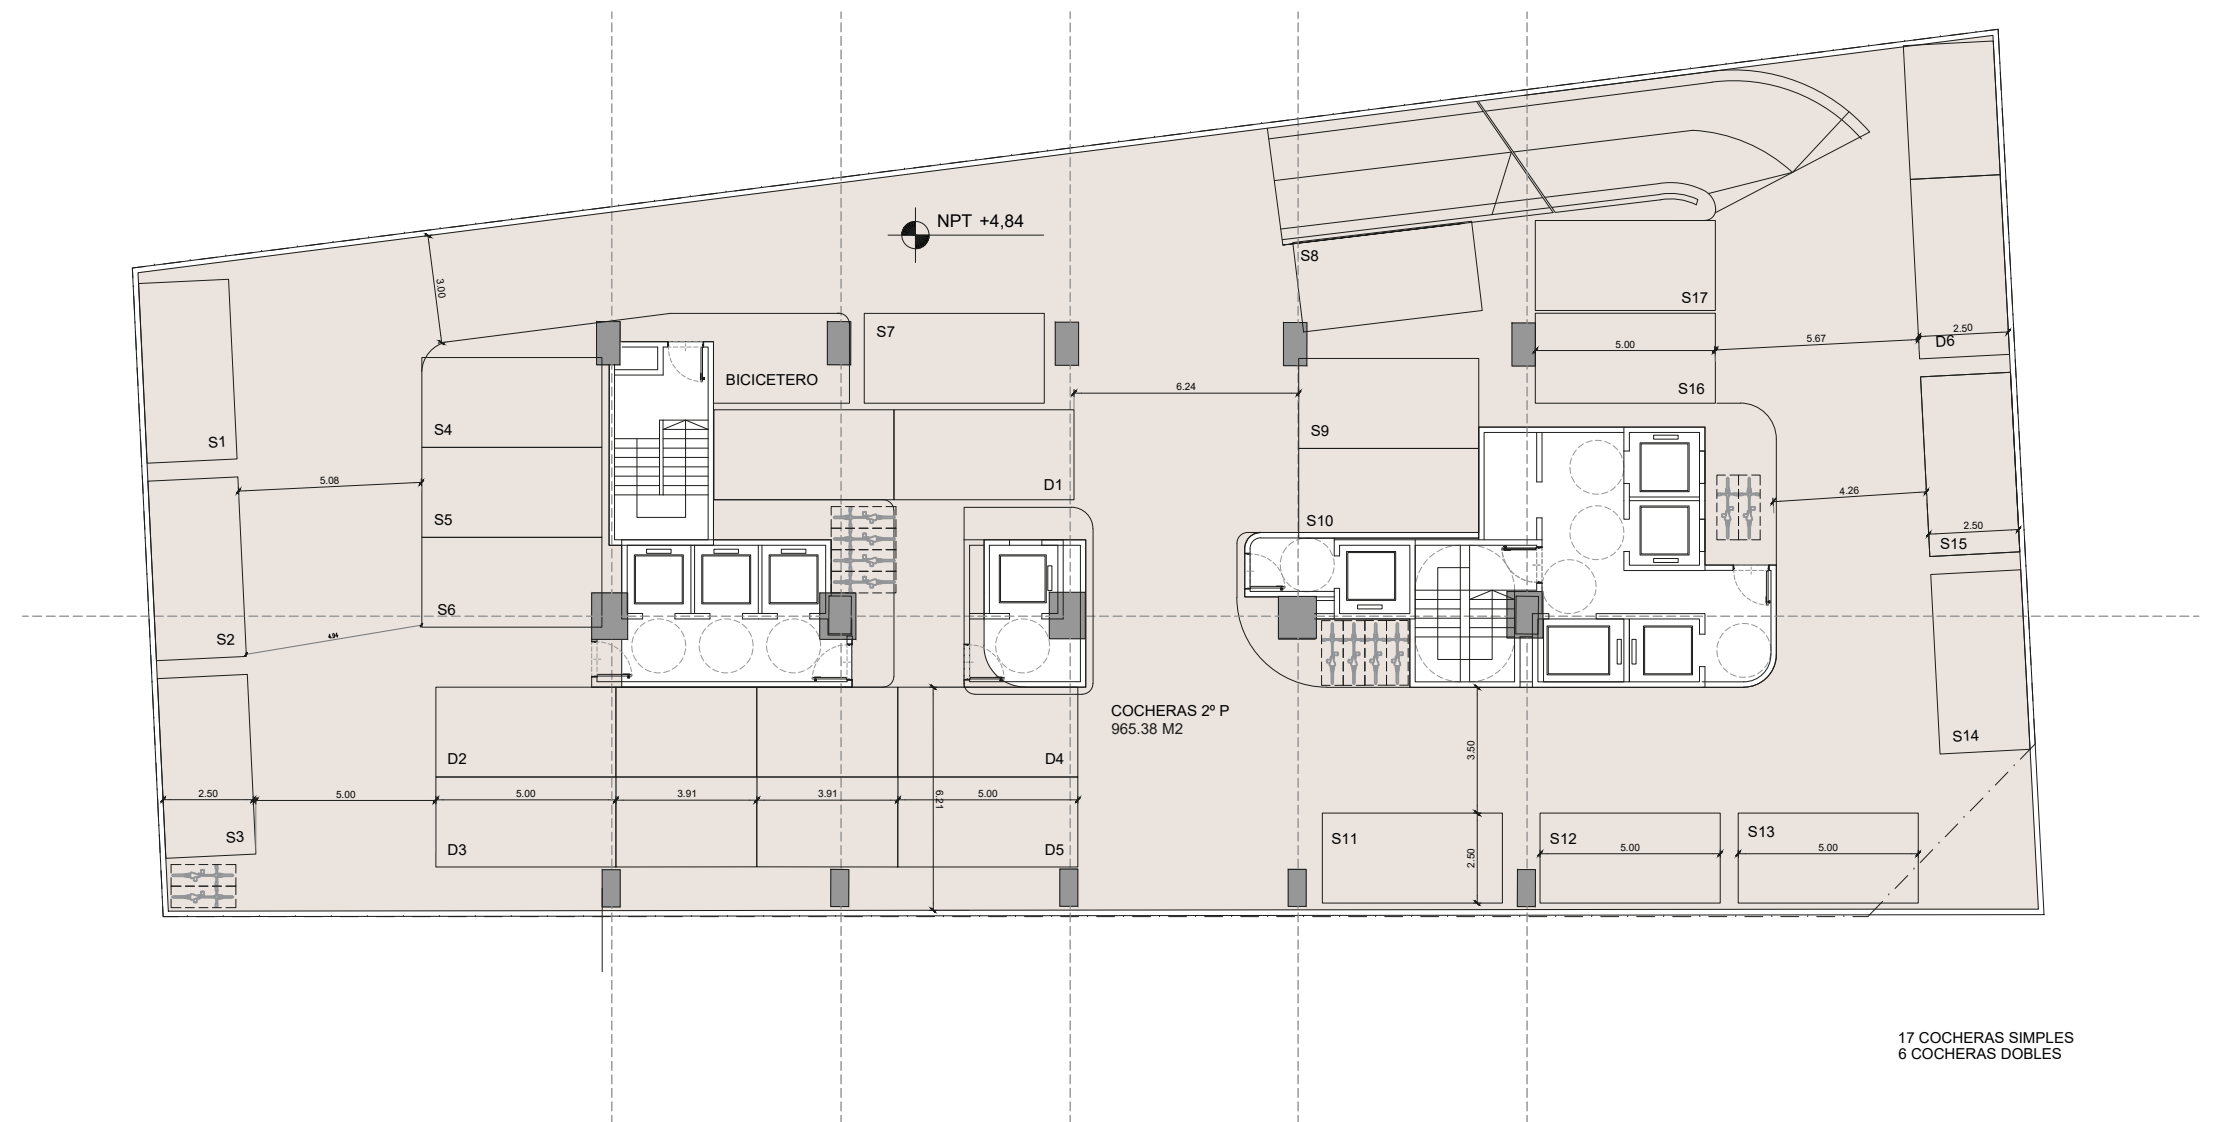 NPT +4,84
S8
3.00
S17
S7
2.50
5.67
D6
5.00
BICICETERO
6.24
S16
S1
S4
S9
D1
5.08
4.26
S5
S10
2.50
S15
S6
S2
4.94
COCHERAS 2º P
965.38 M2
S14
D2
D4
3.50
2.50
5.00
5.00
3.91
3.91
6.21
5.00
S3
D3
D5
S11
2.50
S12
5.00
S13
5.00
17 COCHERAS SIMPLES
6 COCHERAS DOBLES